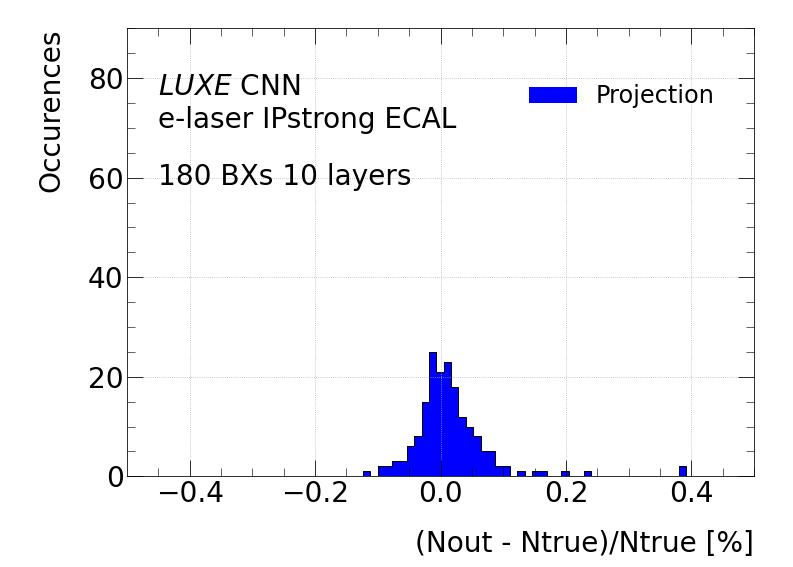 Occurences
80
60
40
20
0
LUXE CNN
e-laser IPstrong ECAL
180 BXs 10 layers
Projection
−0.4 −0.2 0.0 0.2 0.4
(Nout - Ntrue)/Ntrue [%]